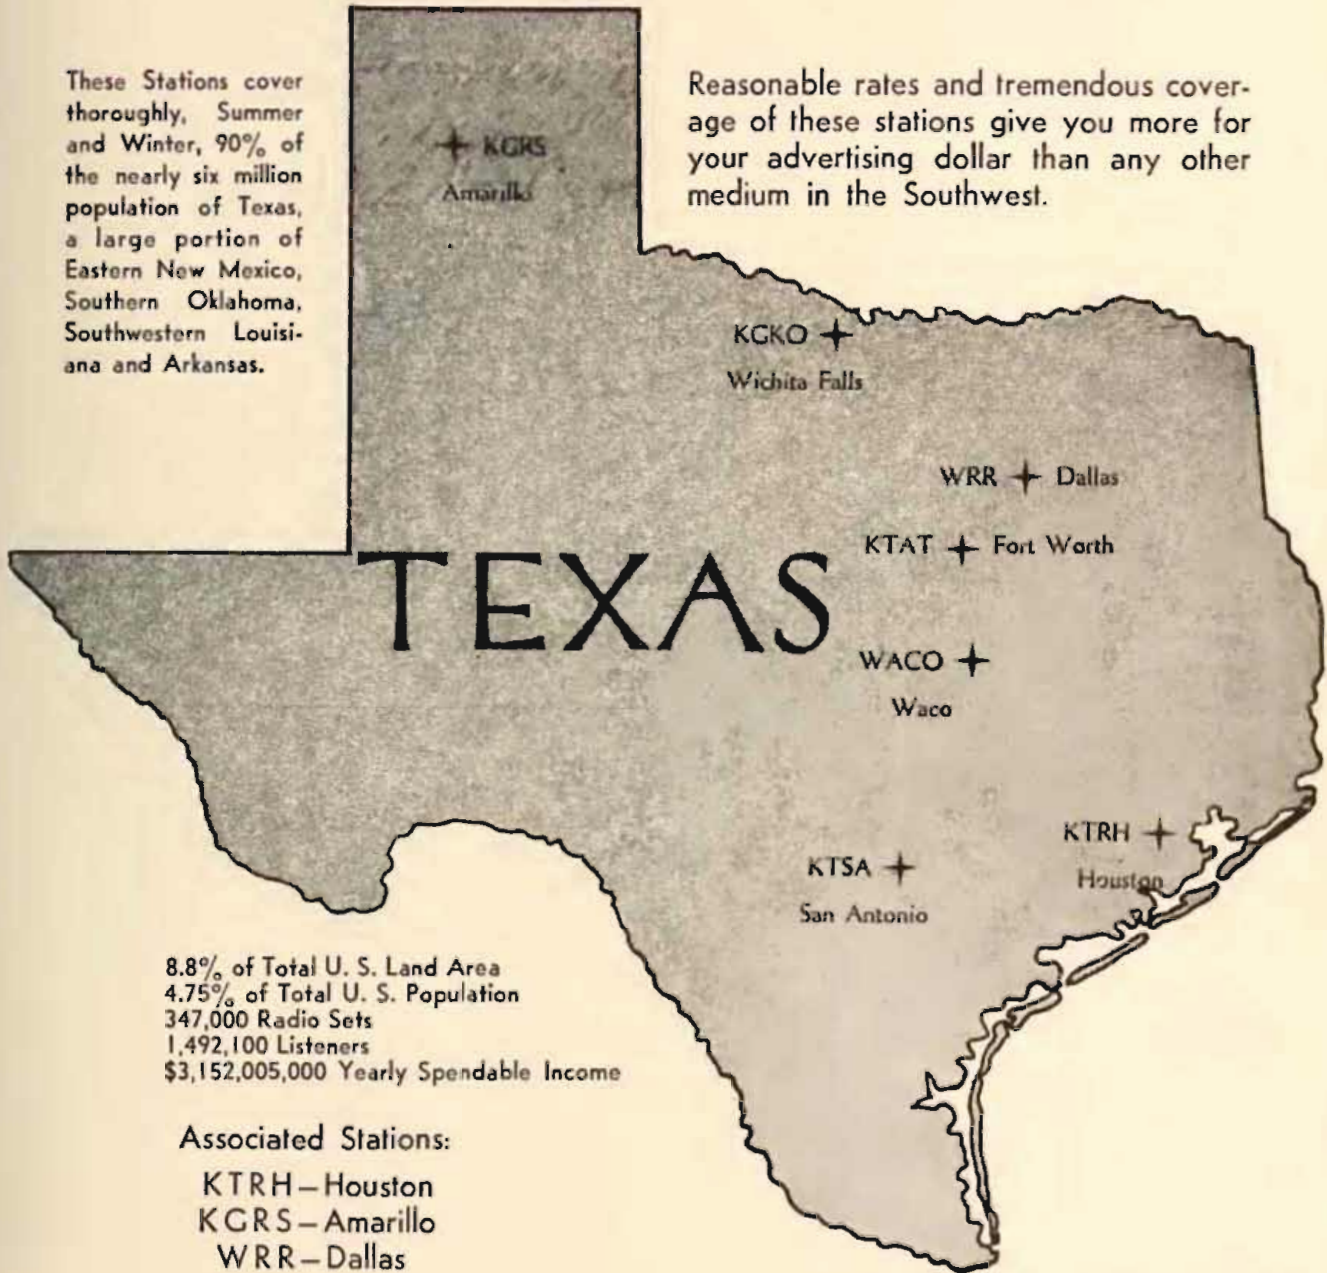 These Stations cover
thoroughly, Summer
and Winter, 90% of
the nearly six million
population of Texas,
a large portion of
Eastern New Mexico,
Southern Oklahoma,
Southwestern Louisi-
ana and Arkansas.
Reasonable rates and tremendous cover-
age of these stations give you more for
your advertising dollar than any other
medium in the Southwest.
KGRS
Amarillo
KGKO
Wichita Falls
WRR Dallas
KTAT Fort Worth
TEXAS
WACO
Waco
KTRH
Houston
KTSA
San Antonio
8.8% of Total U. S. Land Area
4.75% of Total U. S. Population
347,000 Radio Sets
1,492,100 Listeners
$3,152,005,000 Yearly Spendable Income
Associated Stations:
KTRH—Houston
KGRS—Amarillo
WRR—Dallas